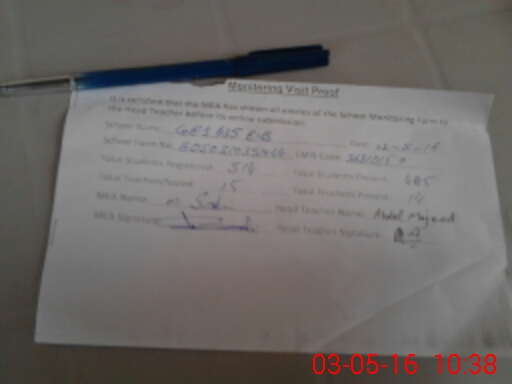 Monitoring Visit Proof
It is certified that the MEA has shown all entries of the School Monitoring Form to
the Head Teacher before its online submission.
School Name: GES 635 E.B Date:
School Form No. EMIS Code:
Total Students Registered: 514 Total Students Present: 485
Total Teachers Posted: 15 Total Teachers Present: 14
MEA Name: Head Teacher Name: Abdul Majeed
MEA Signature: Head Teacher Signature:
03-05-16 10:38